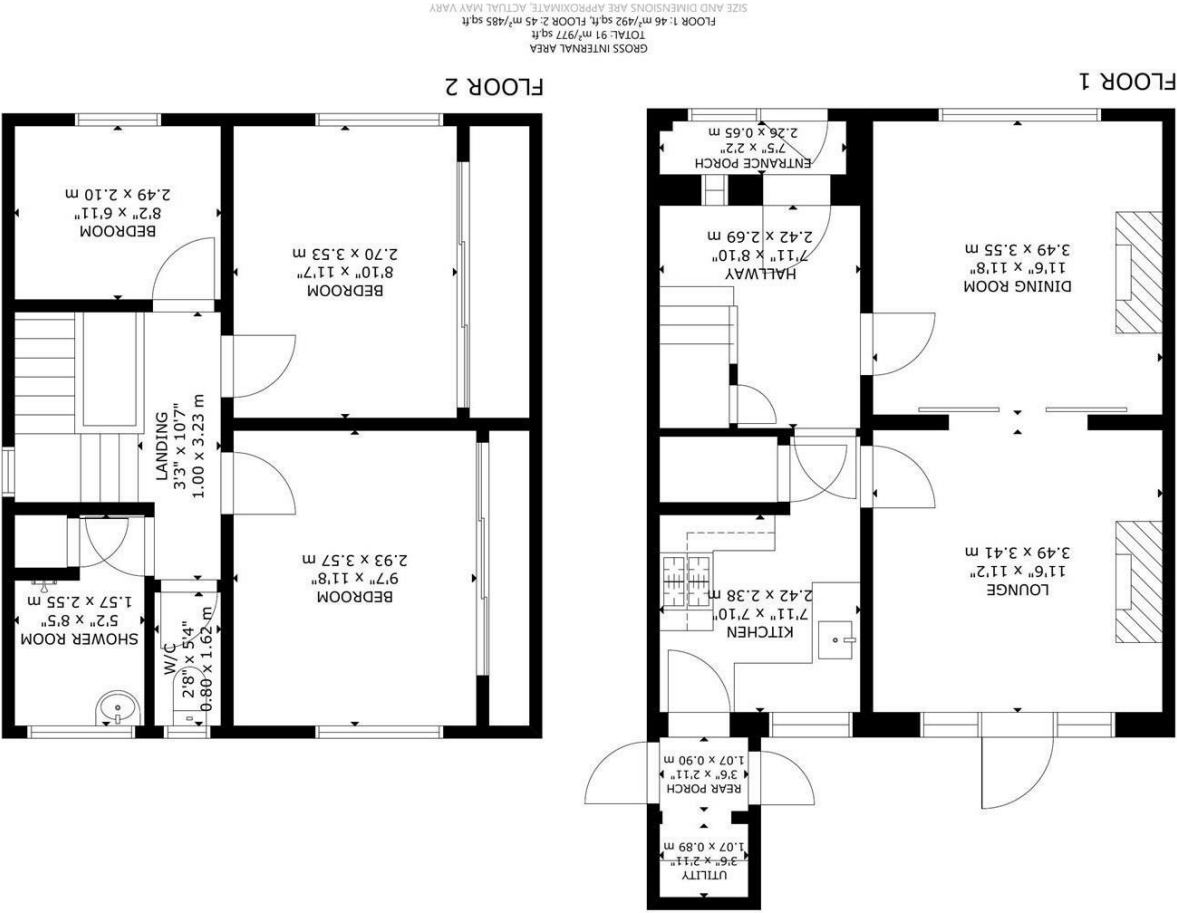 FLOOR 1
UTILITY
3'6" x 2'11"
1.07 x 0.89 m
REAR PORCH
3'6" x 2'11"
1.07 x 0.90 m
LOUNGE
11'6" x 11'2"
3.49 x 3.41 m
KITCHEN
7'11" x 7'10"
2.42 x 2.38 m
DINING ROOM
11'6" x 11'8"
3.49 x 3.55 m
HALLWAY
7'11" x 8'10"
2.42 x 2.69 m
ENTRANCE PORCH
7'5" x 2'2"
2.26 x 0.65 m
FLOOR 2
BEDROOM
9'7" x 11'8"
2.93 x 3.57 m
W/C
2'8" x 5'4"
0.80 x 1.62 m
SHOWER ROOM
5'2" x 8'5"
1.57 x 2.55 m
LANDING
3'3" x 10'7"
1.00 x 3.23 m
BEDROOM
8'10" x 11'7"
2.70 x 3.53 m
BEDROOM
8'2" x 6'11"
2.49 x 2.10 m
GROSS INTERNAL AREA
TOTAL: 91 m²/977 sq.ft
FLOOR 1: 46 m²/492 sq.ft, FLOOR 2: 45 m²/485 sq.ft
SIZE AND DIMENSIONS ARE APPROXIMATE, ACTUAL MAY VARY